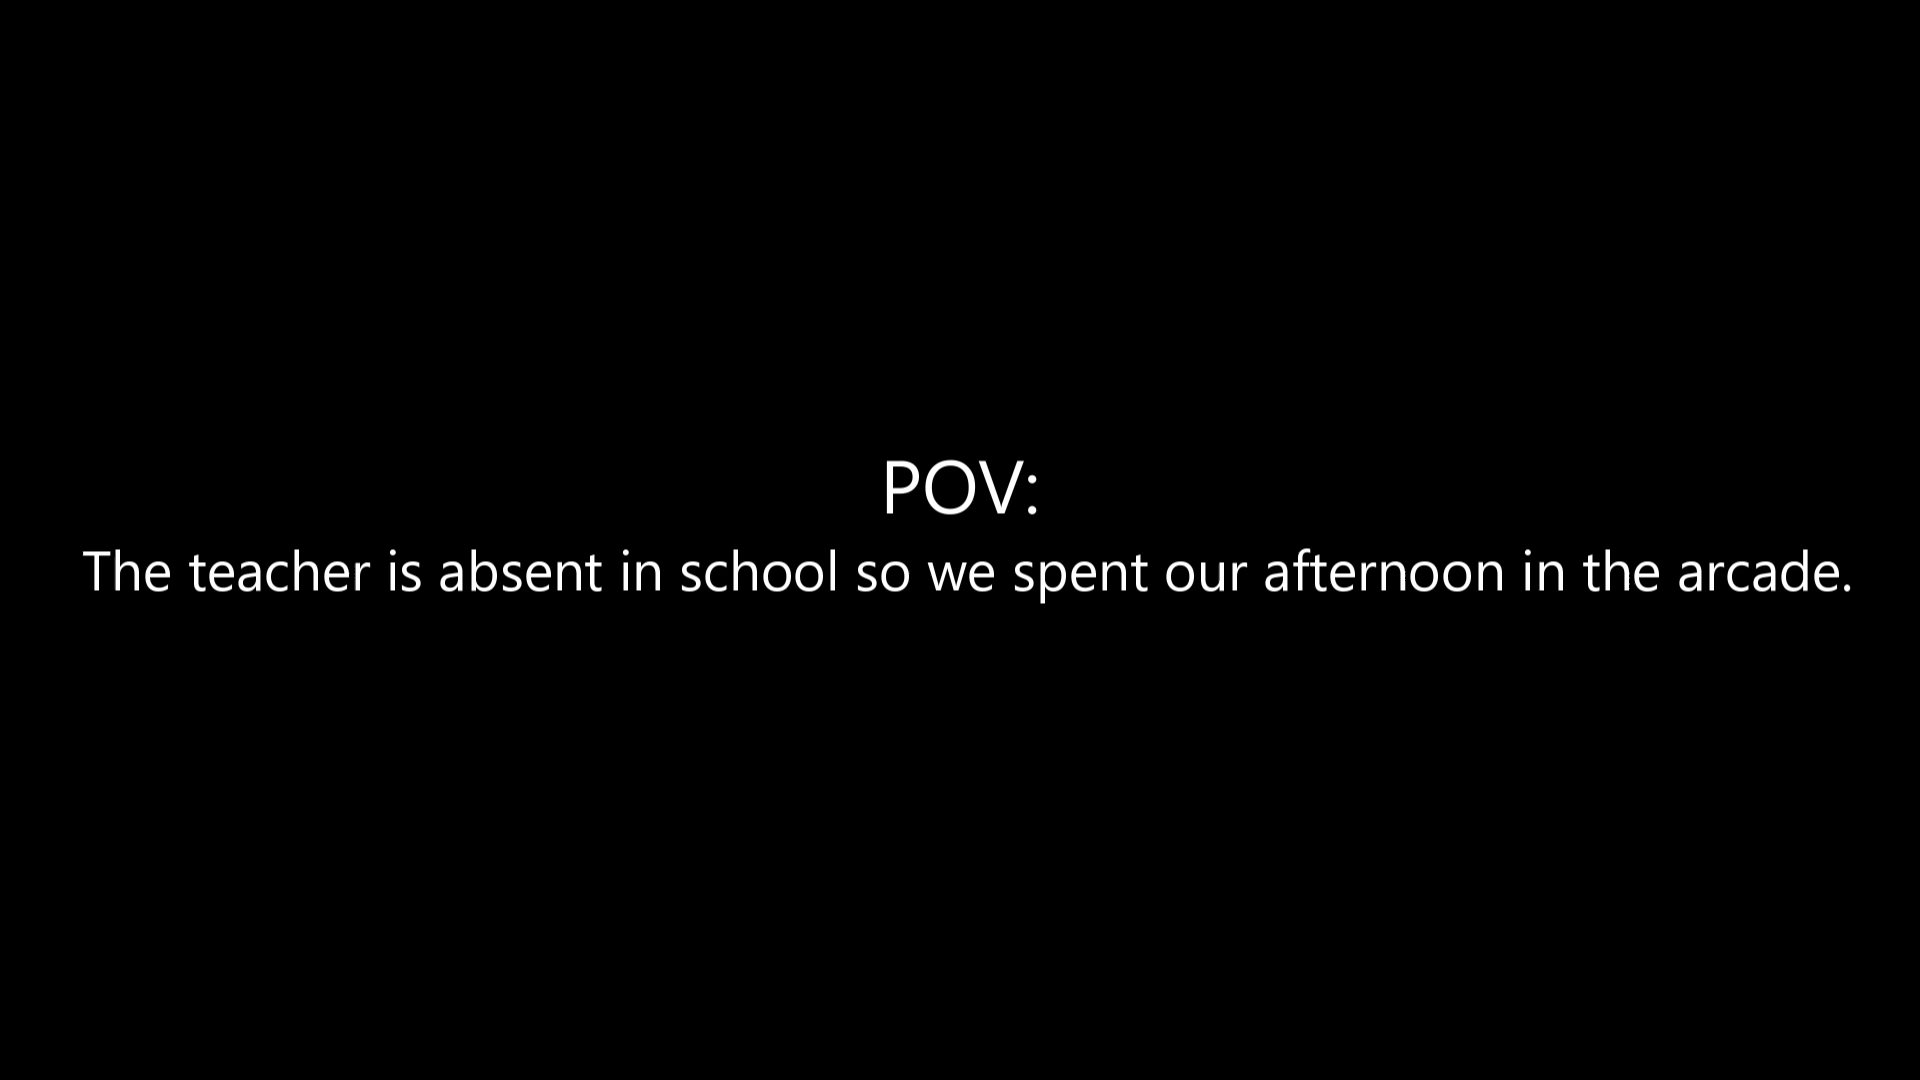 POV:
The teacher is absent in school so we spent our afternoon in the arcade.